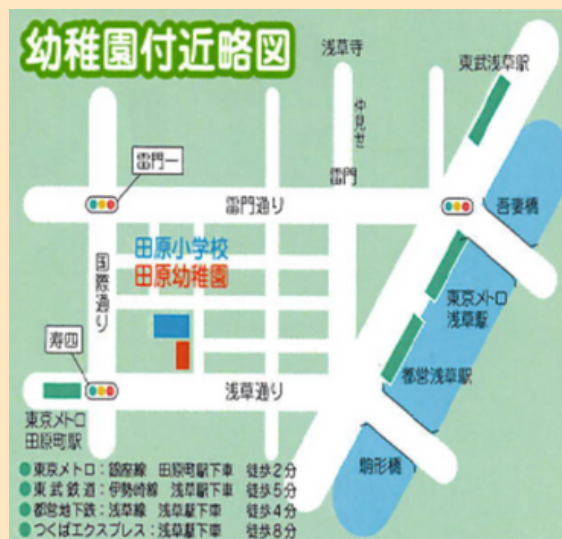 幼稚園付近略図
浅草寺
東武浅草駅
仲見せ
雷門一
雷門
雷門通り
吾妻橋
田原小学校
田原幼稚園
国際通り
東京メトロ
浅草駅
寿四
都営浅草駅
浅草通り
東京メトロ
田原町駅
駒形橋
●東京メトロ：銀座線 田原町駅下車 徒歩2分
●東武鉄道：伊勢崎線 浅草駅下車 徒歩5分
●都営地下鉄：浅草線 浅草駅下車 徒歩4分
●つくばエクスプレス：浅草駅下車 徒歩8分